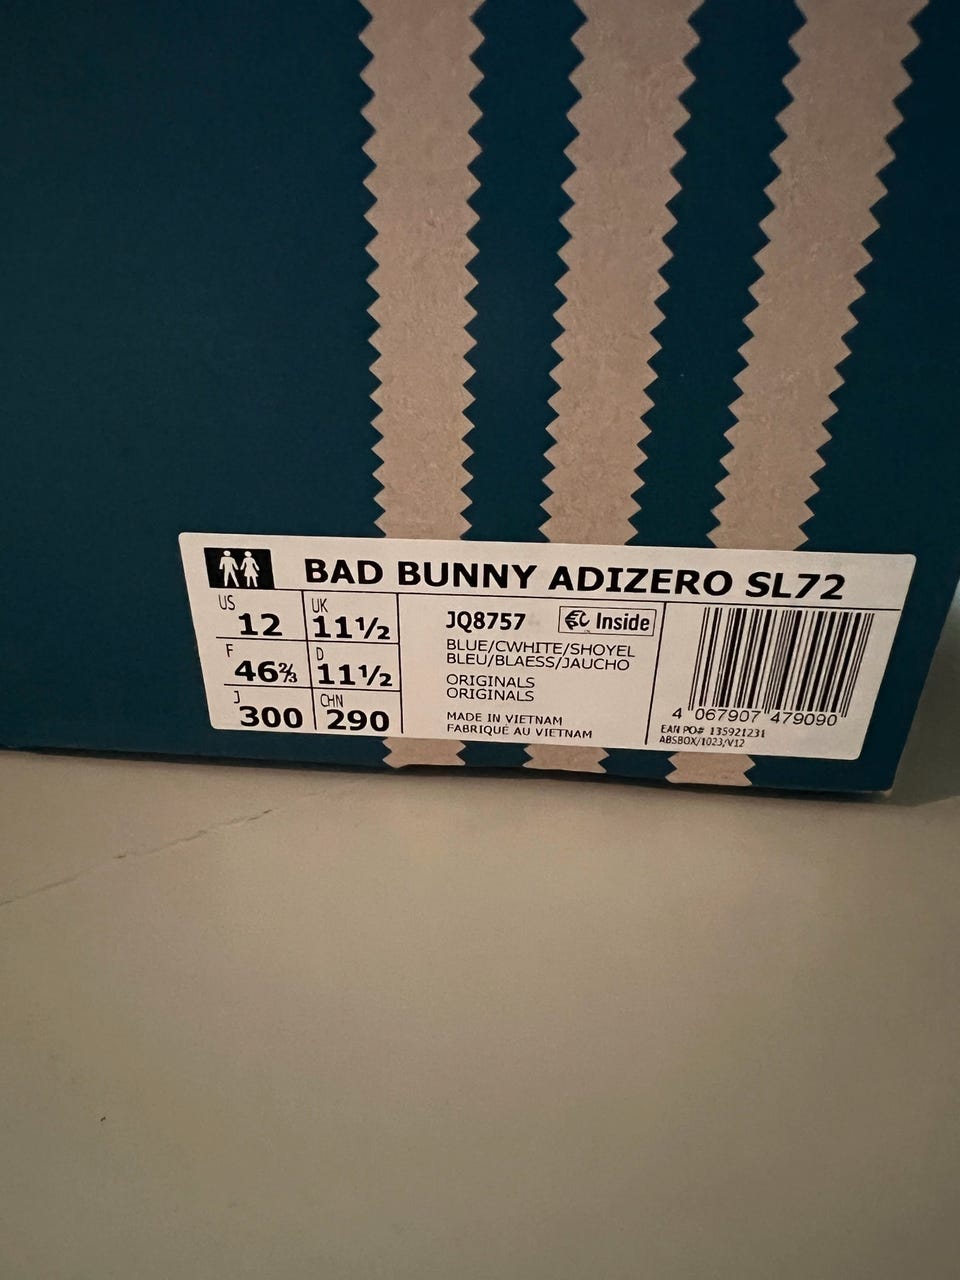 BAD BUNNY ADIZERO SL72
US 12 UK 11½
F 46⅔ D 11½
J 300 CHN 290
JQ8757 Inside
BLUE/CWHITE/SHOYEL
BLEU/BLAESS/JAUCHO
ORIGINALS
ORIGINALS
MADE IN VIETNAM
FABRIQUÉ AU VIETNAM
4 067907 479090
EAN PO# 135921231
ABSBOX/1023/V12